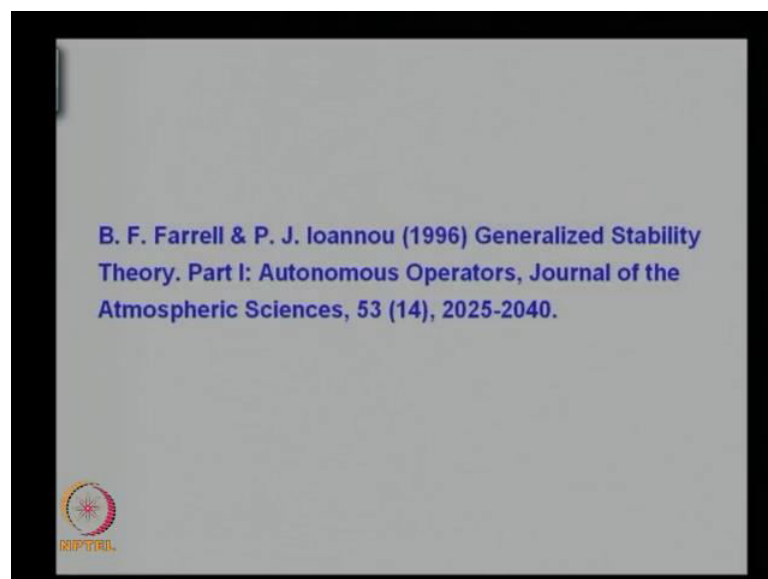 B. F. Farrell & P. J. Ioannou (1996) Generalized Stability
Theory. Part I: Autonomous Operators, Journal of the
Atmospheric Sciences, 53 (14), 2025-2040.
NPTEL